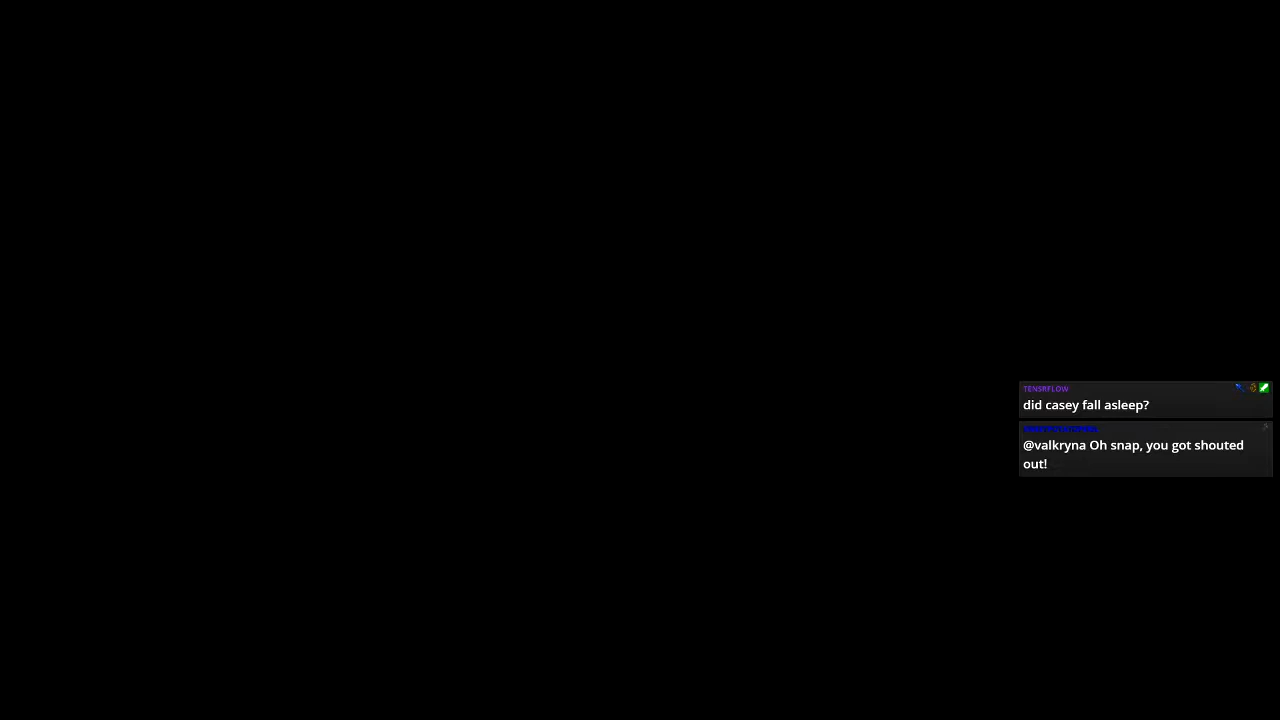 TENSRFLOW
did casey fall asleep?
@valkryna Oh snap, you got shouted
out!